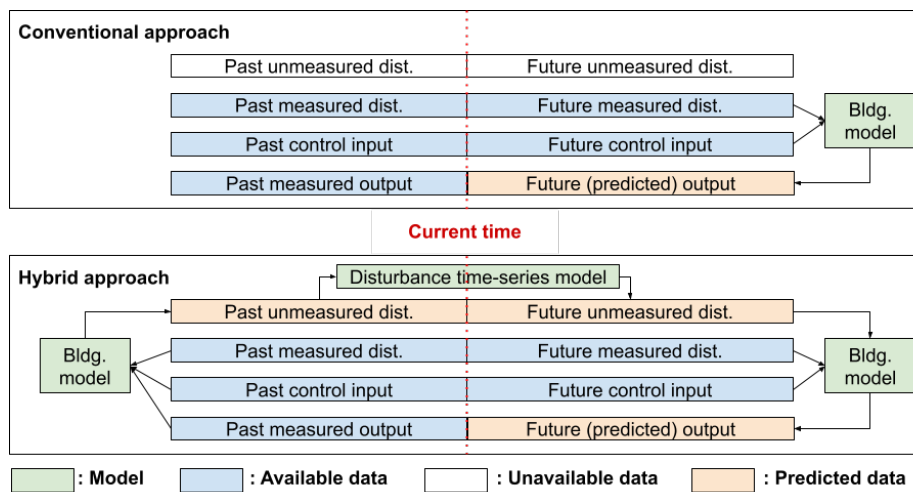 Conventional approach
Past unmeasured dist. Future unmeasured dist.
Past measured dist. Future measured dist.
Past control input Future control input
Past measured output Future (predicted) output
Bldg.
model
Current time
Hybrid approach
Disturbance time-series model
Past unmeasured dist. Future unmeasured dist.
Bldg.
model
Past measured dist. Future measured dist.
Past control input Future control input
Past measured output Future (predicted) output
Bldg.
model
: Model : Available data : Unavailable data : Predicted data